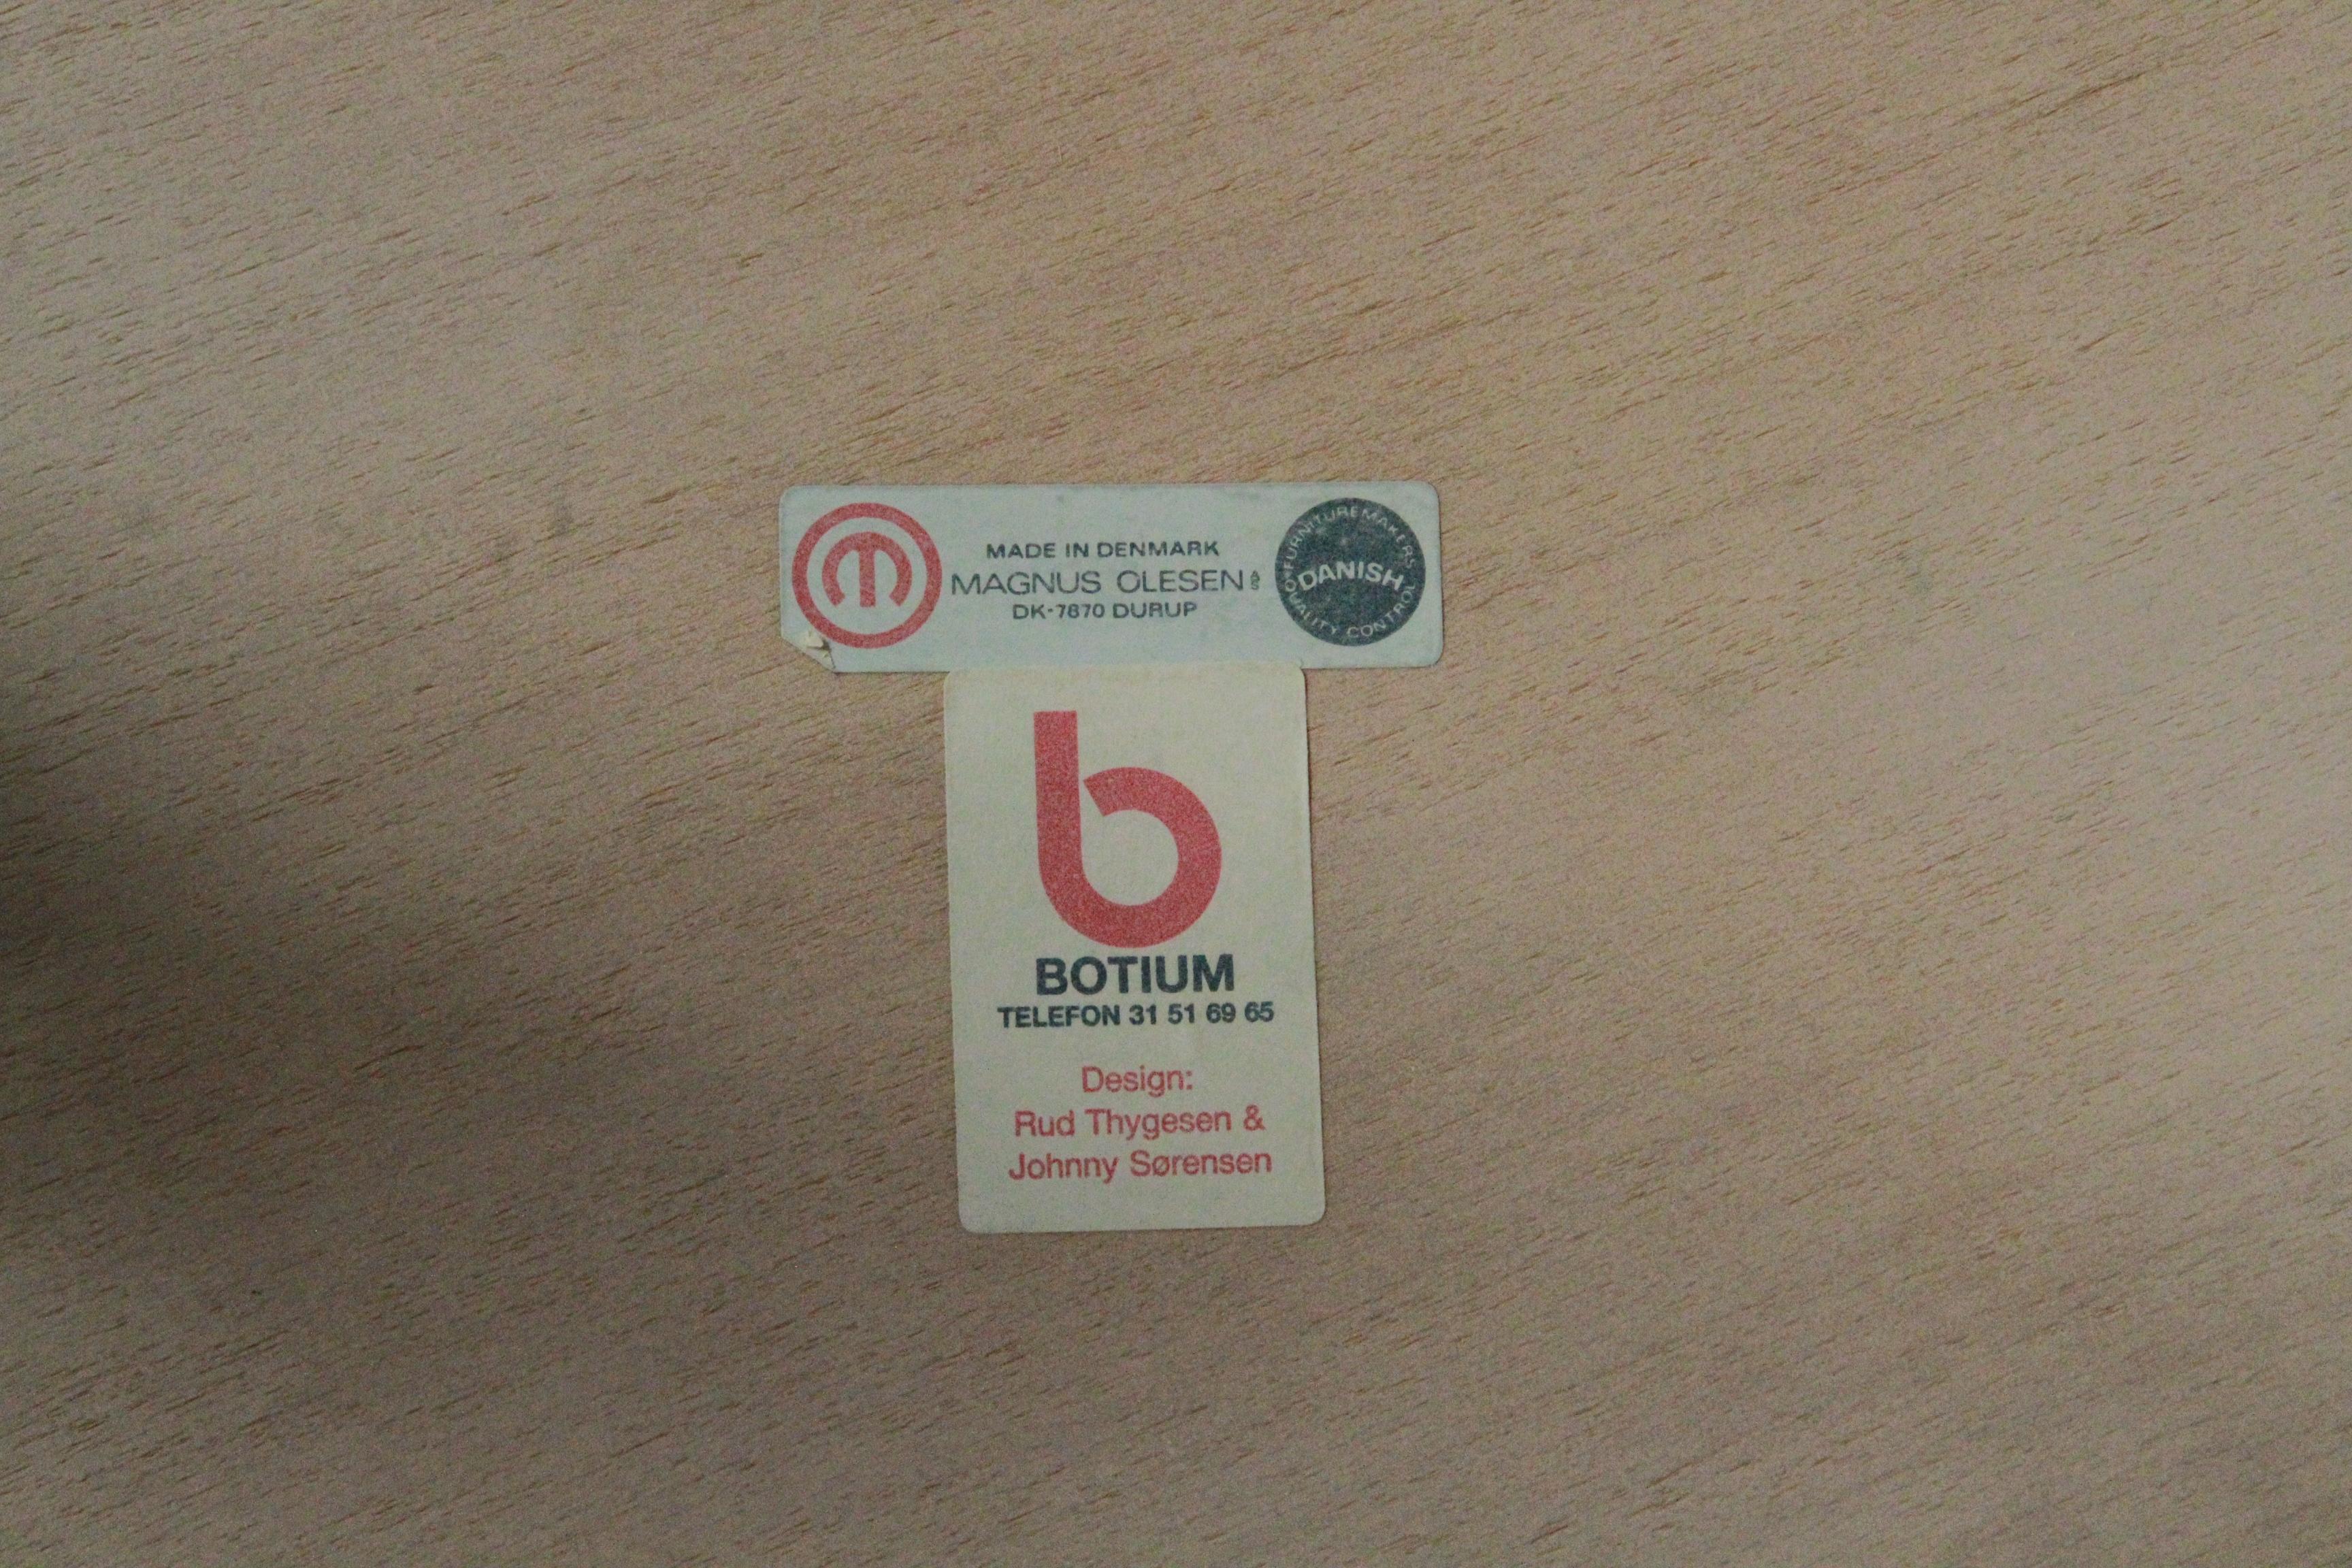 MADE IN DENMARK
MAGNUS OLESEN A/S
DK-7870 DURUP
FURNITUREMAKERS
DANISH
QUALITY CONTROL
b
BOTIUM
TELEFON 31 51 69 65
Design:
Rud Thygesen &
Johnny Sørensen